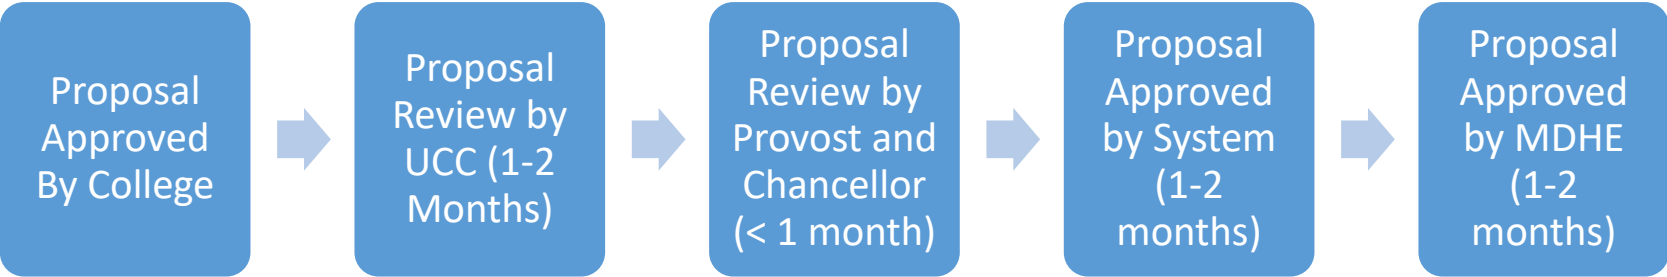 Proposal
Approved
By College
Proposal
Review by
UCC (1-2
Months)
Proposal
Review by
Provost and
Chancellor
(< 1 month)
Proposal
Approved
by System
(1-2
months)
Proposal
Approved
by MDHE
(1-2
months)